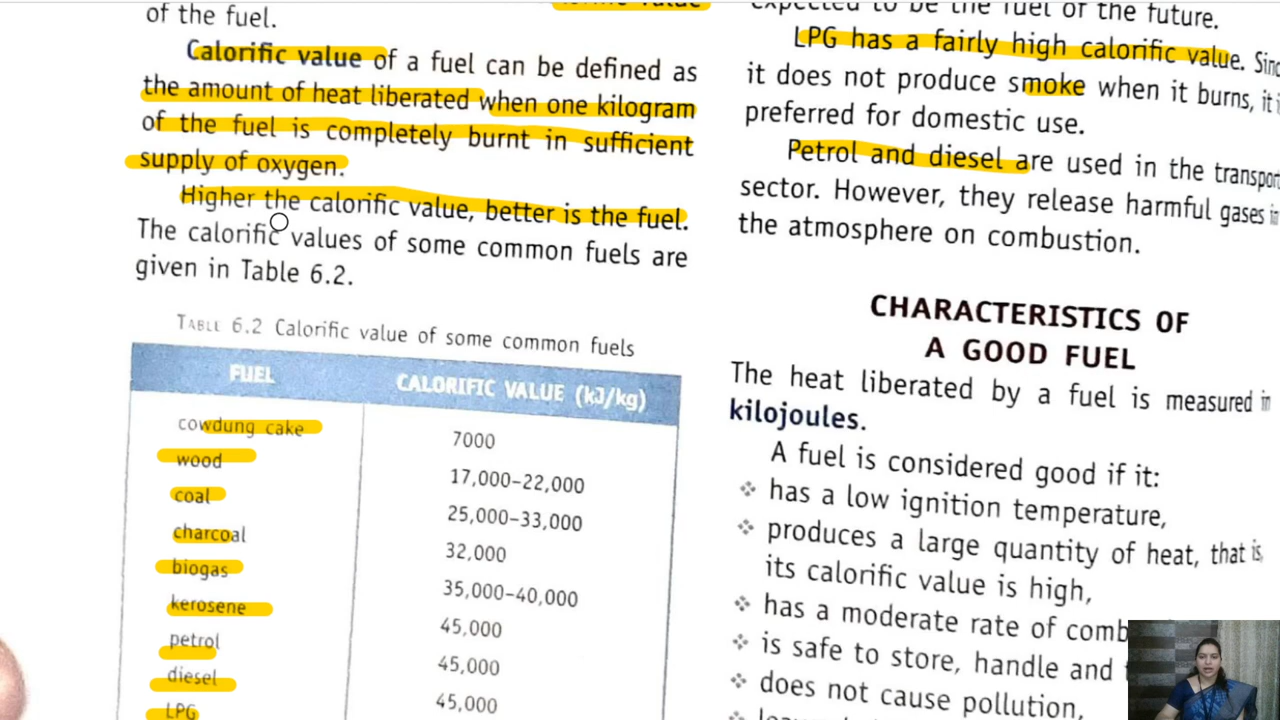 of the fuel.
Calorific value of a fuel can be defined as
the amount of heat liberated when one kilogram
of the fuel is completely burnt in sufficient
supply of oxygen.
Higher the calorific value, better is the fuel.
The calorific values of some common fuels are
given in Table 6.2.
TABLE 6.2 Calorific value of some common fuels
FUEL CALORIFIC VALUE (kJ/kg)
cowdung cake 7000
wood 17,000–22,000
coal 25,000–33,000
charcoal 32,000
biogas 35,000–40,000
kerosene 45,000
petrol 45,000
diesel 45,000
LPG
expected to be the fuel of the future.
LPG has a fairly high calorific value.
it does not produce smoke when it burns, it
preferred for domestic use.
Petrol and diesel are used in the transport
sector. However, they release harmful gases
the atmosphere on combustion.
CHARACTERISTICS OF
A GOOD FUEL
The heat liberated by a fuel is measured in
kilojoules.
A fuel is considered good if it:
has a low ignition temperature,
produces a large quantity of heat, that is,
its calorific value is high,
has a moderate rate of
is safe to store, handle and
does not cause pollution,